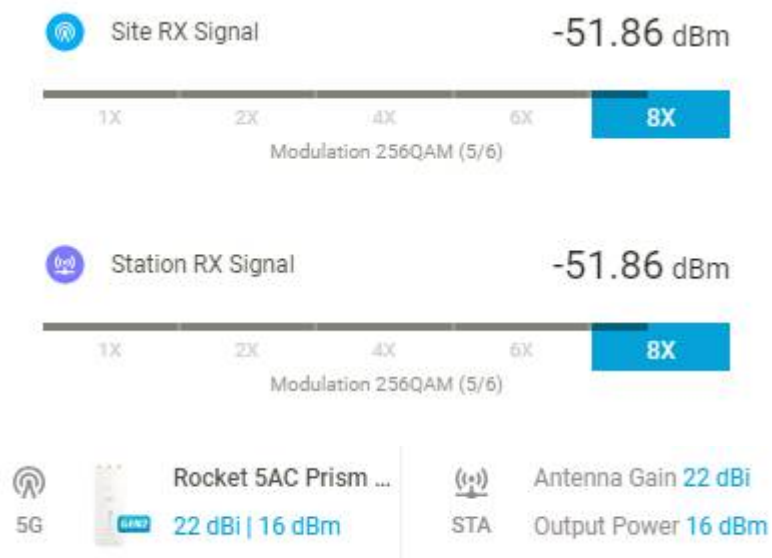 Site RX Signal -51.86 dBm
1X 2X 4X 6X 8X
Modulation 256QAM (5/6)
Station RX Signal -51.86 dBm
1X 2X 4X 6X 8X
Modulation 256QAM (5/6)
Rocket 5AC Prism ... Antenna Gain 22 dBi
5G GEN2 22 dBi | 16 dBm STA Output Power 16 dBm